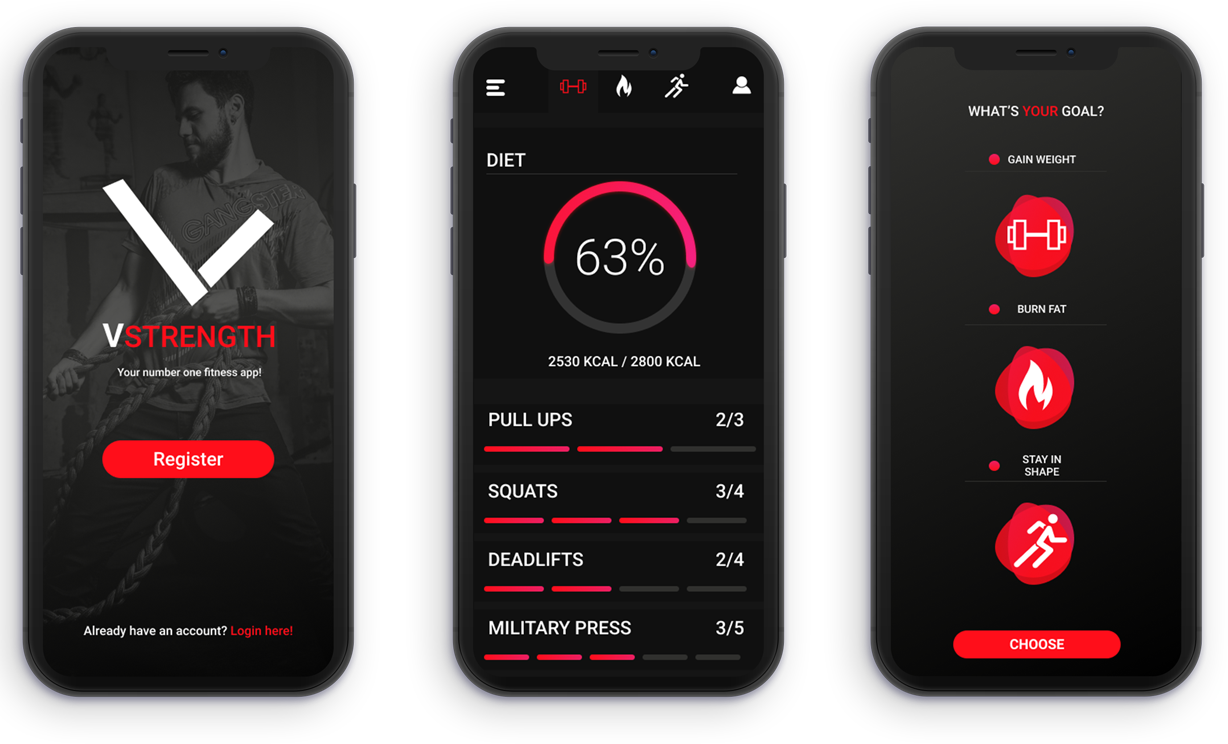 GANGSTER
VSTRENGTH
Your number one fitness app!
Register
Already have an account? Login here!
DIET
63%
2530 KCAL / 2800 KCAL
PULL UPS 2/3
SQUATS 3/4
DEADLIFTS 2/4
MILITARY PRESS 3/5
WHAT'S YOUR GOAL?
GAIN WEIGHT
BURN FAT
STAY IN
SHAPE
CHOOSE